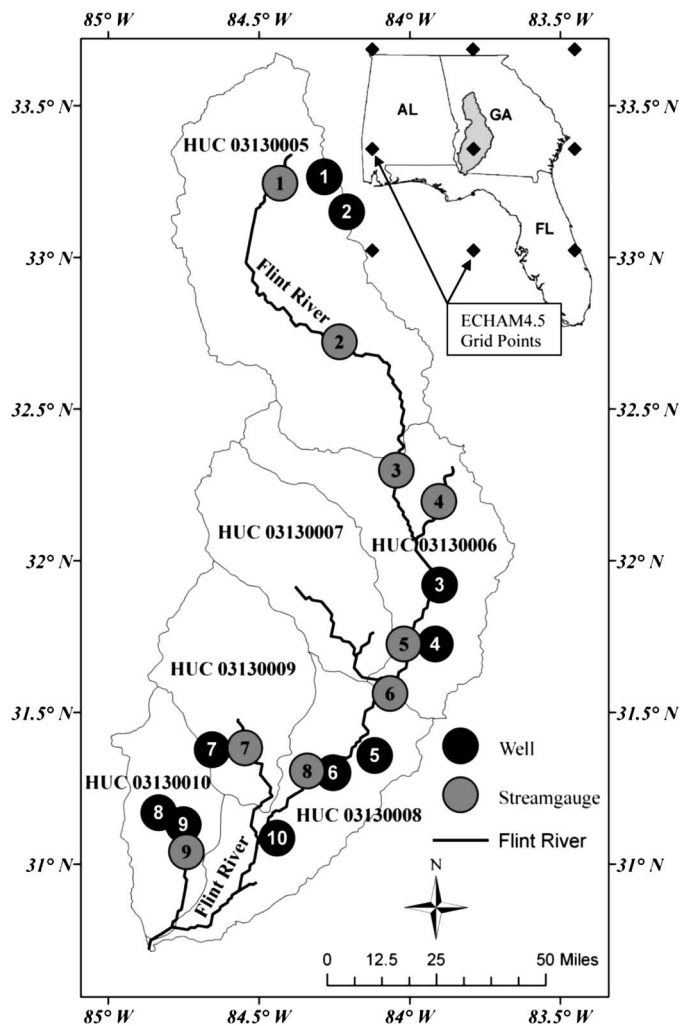 85° W 84.5° W 84° W 83.5° W
33.5° N
33.5° N
AL
GA
HUC 03130005
1
1
2
33° N
33° N
FL
Flint River
ECHAM4.5
Grid Points
2
32.5° N
32.5° N
3
4
HUC 03130007
HUC 03130006
32° N
32° N
3
5
4
HUC 03130009
6
31.5° N
31.5° N
7
7
5
8
6
Well
HUC 03130010
Streamgauge
8
9
HUC 03130008
10
Flint River
9
31° N
31° N
Flint River
N
0 12.5 25 50 Miles
85° W 84.5° W 84° W 83.5° W